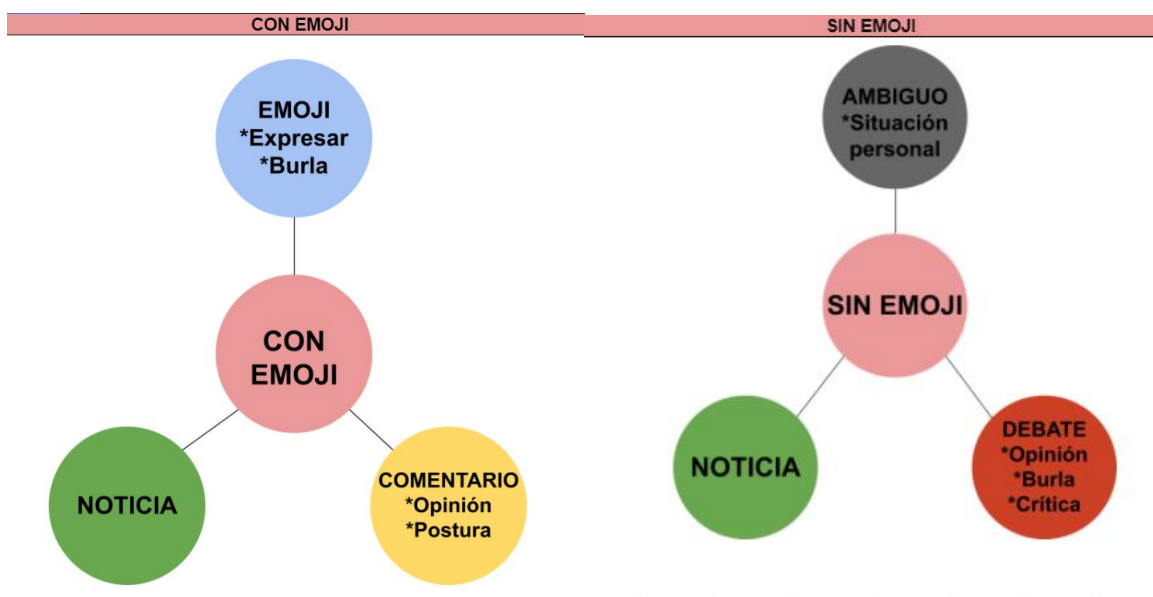 CON EMOJI
EMOJI
*Expresar
*Burla
CON
EMOJI
NOTICIA
COMENTARIO
*Opinión
*Postura
SIN EMOJI
AMBIGUO
*Situación
personal
SIN EMOJI
NOTICIA
DEBATE
*Opinión
*Burla
*Crítica